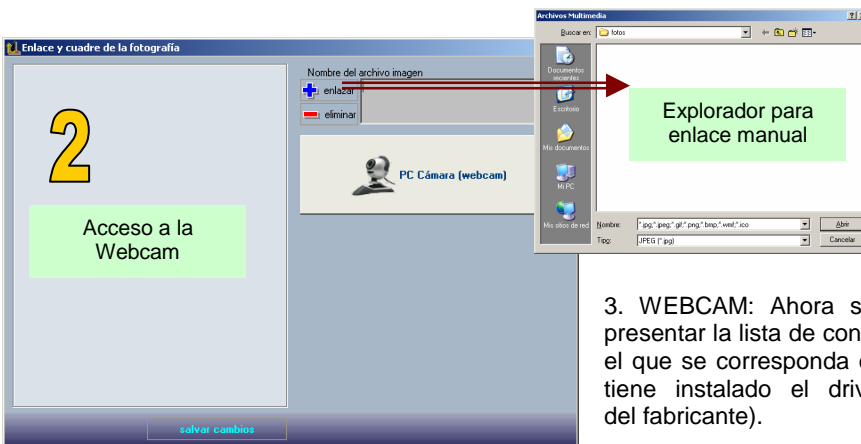 Enlace y cuadre de la fotografía
Nombre del archivo imagen
enlazar
eliminar
2
Acceso a la
Webcam
PC Cámara (webcam)
salvar cambios
Archivos Multimedia
Buscar en:
fotos
Documentos
recientes
Escritorio
Mis documentos
Mi PC
Mis sitios de red
Explorador para
enlace manual
Nombre: *.jpg;*.jpeg;*.gif;*.png;*.bmp;*.wmf;*.ico
Abrir
Tipo: JPEG (*.jpg)
Cancelar
3. WEBCAM: Ahora
presentar la lista de
el que se corresponda
tiene instalado el
del fabricante).